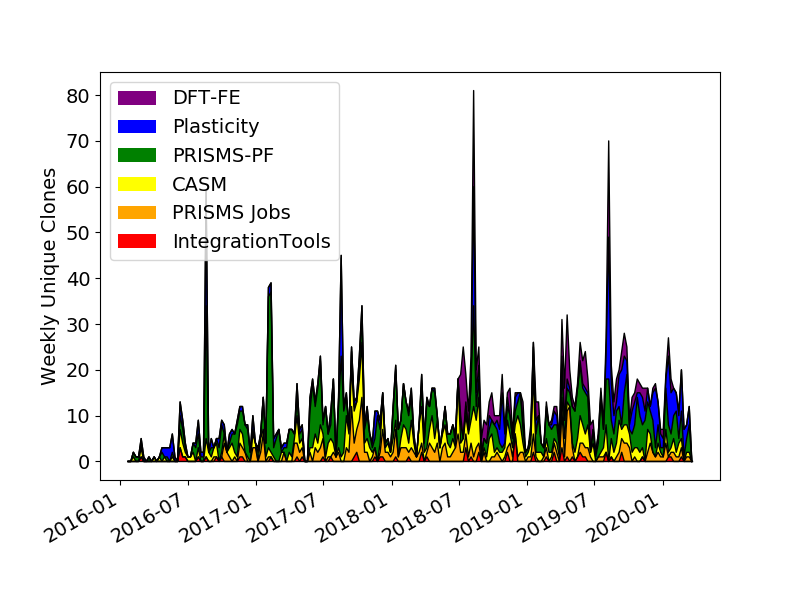 DFT-FE
Plasticity
PRISMS-PF
CASM
PRISMS Jobs
IntegrationTools
Weekly Unique Clones
80
70
60
50
40
30
20
10
0
2016-01
2016-07
2017-01
2017-07
2018-01
2018-07
2019-01
2019-07
2020-01